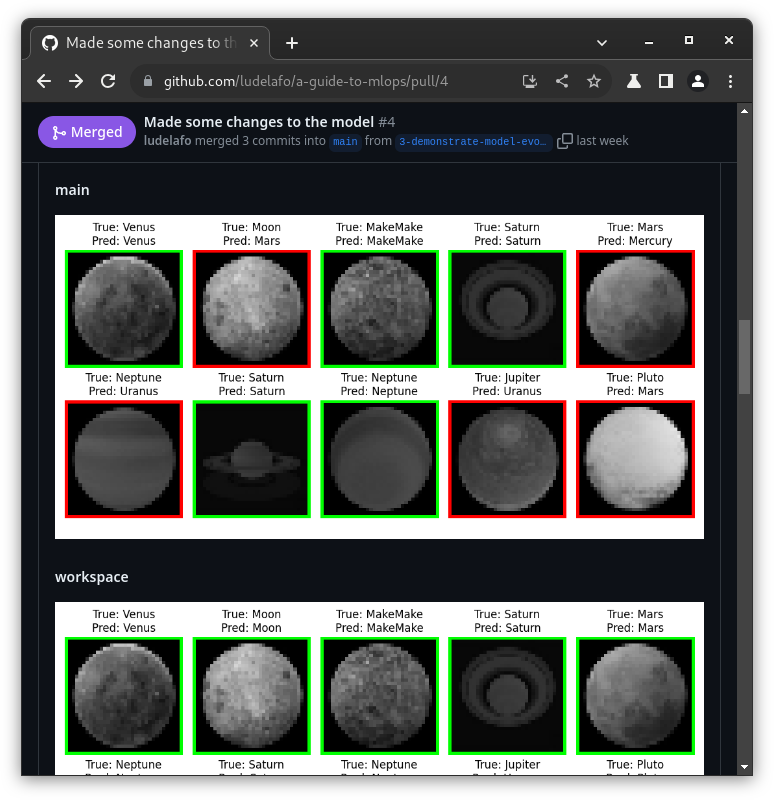 Made some changes to th
github.com/ludelafo/a-guide-to-mlops/pull/4
Merged
Made some changes to the model #4
ludelafo merged 3 commits into main from 3-demonstrate-model-evo… last week
main
True: Venus
Pred: Venus
True: Moon
Pred: Mars
True: MakeMake
Pred: MakeMake
True: Saturn
Pred: Saturn
True: Mars
Pred: Mercury
True: Neptune
Pred: Uranus
True: Saturn
Pred: Saturn
True: Neptune
Pred: Neptune
True: Jupiter
Pred: Uranus
True: Pluto
Pred: Mars
workspace
True: Venus
Pred: Venus
True: Moon
Pred: Moon
True: MakeMake
Pred: MakeMake
True: Saturn
Pred: Saturn
True: Mars
Pred: Mars
True: Neptune
True: Saturn
True: Neptune
True: Jupiter
True: Pluto